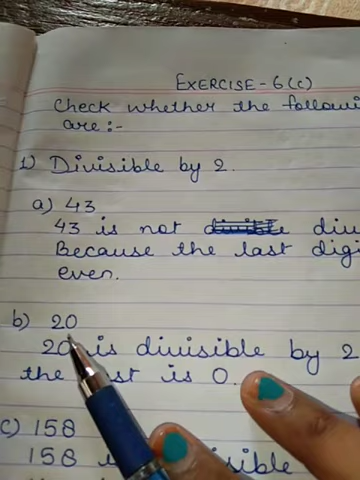 EXERCISE-6(c)
Check whether the
are:-
1) Divisible by 2.
a) 43
43 is not
Because the last
even.
b) 20
20 is divisible by 2
the is 0.
c) 158
158